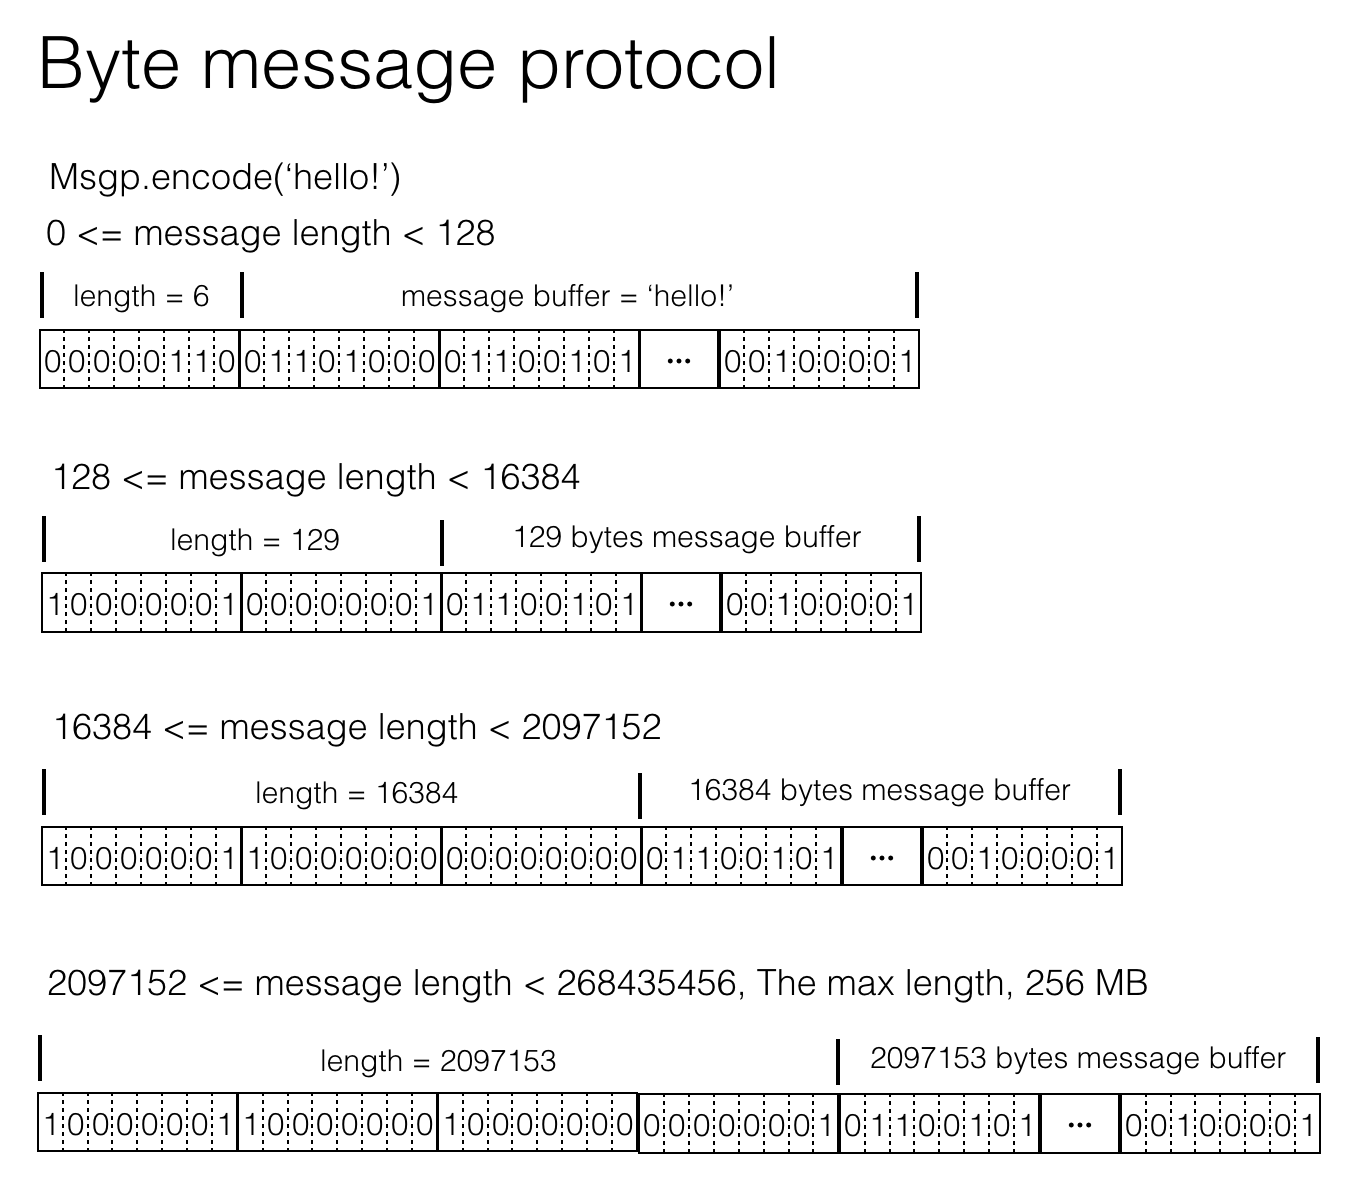 Byte message protocol
Msgp.encode(‘hello!’)
0 <= message length < 128
length = 6 message buffer = ‘hello!’
0 0 0 0 0 1 1 0 0 1 1 0 1 0 0 0 0 1 1 0 0 1 0 1 ... 0 0 1 0 0 0 0 1
128 <= message length < 16384
length = 129 129 bytes message buffer
1 0 0 0 0 0 0 1 0 0 0 0 0 0 0 1 0 1 1 0 0 1 0 1 ... 0 0 1 0 0 0 0 1
16384 <= message length < 2097152
length = 16384 16384 bytes message buffer
1 0 0 0 0 0 0 1 1 0 0 0 0 0 0 0 0 0 0 0 0 0 0 0 0 1 1 0 0 1 0 1 ... 0 0 1 0 0 0 0 1
2097152 <= message length < 268435456, The max length, 256 MB
length = 2097153 2097153 bytes message buffer
1 0 0 0 0 0 0 1 1 0 0 0 0 0 0 0 1 0 0 0 0 0 0 0 0 0 0 0 0 0 0 1 0 1 1 0 0 1 0 1 ... 0 0 1 0 0 0 0 1